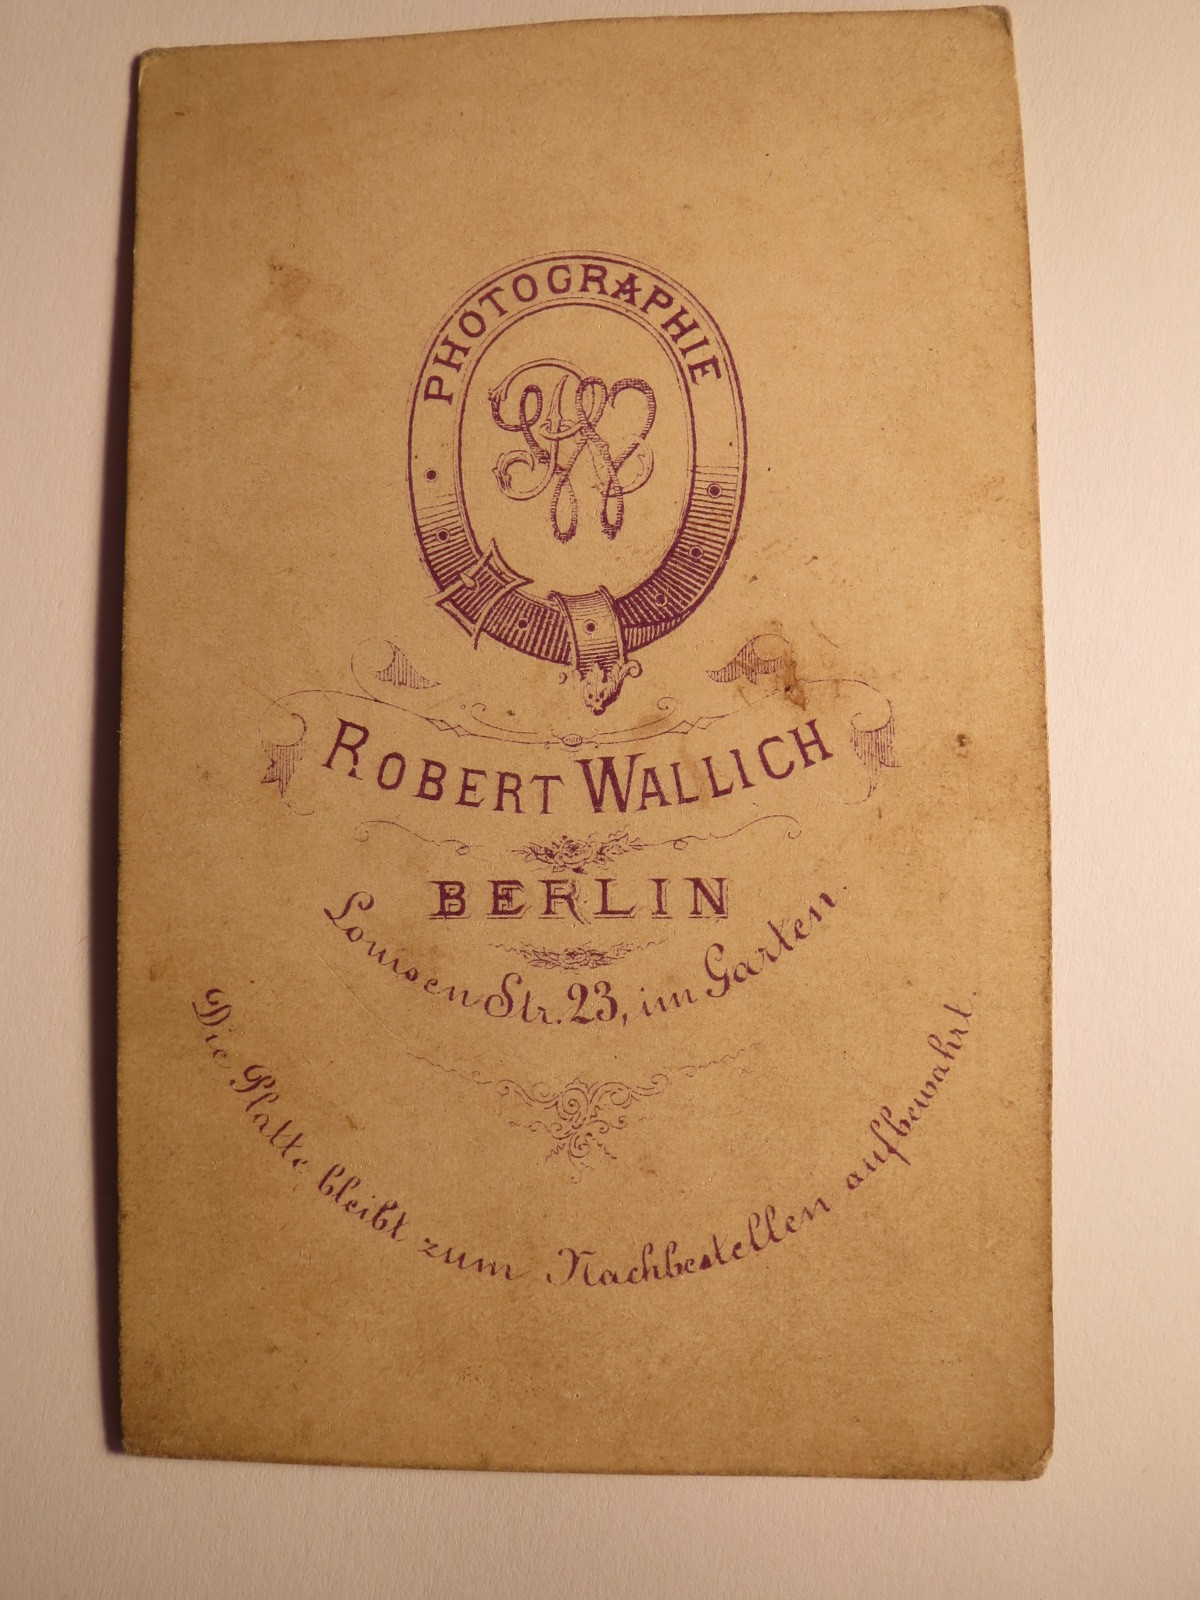 PHOTOGRAPHIE
RW
ROBERT WALLICH
BERLIN
Louisen Str. 23, im Garten.
Die Platte bleibt zum Nachbestellen aufbewahrt.